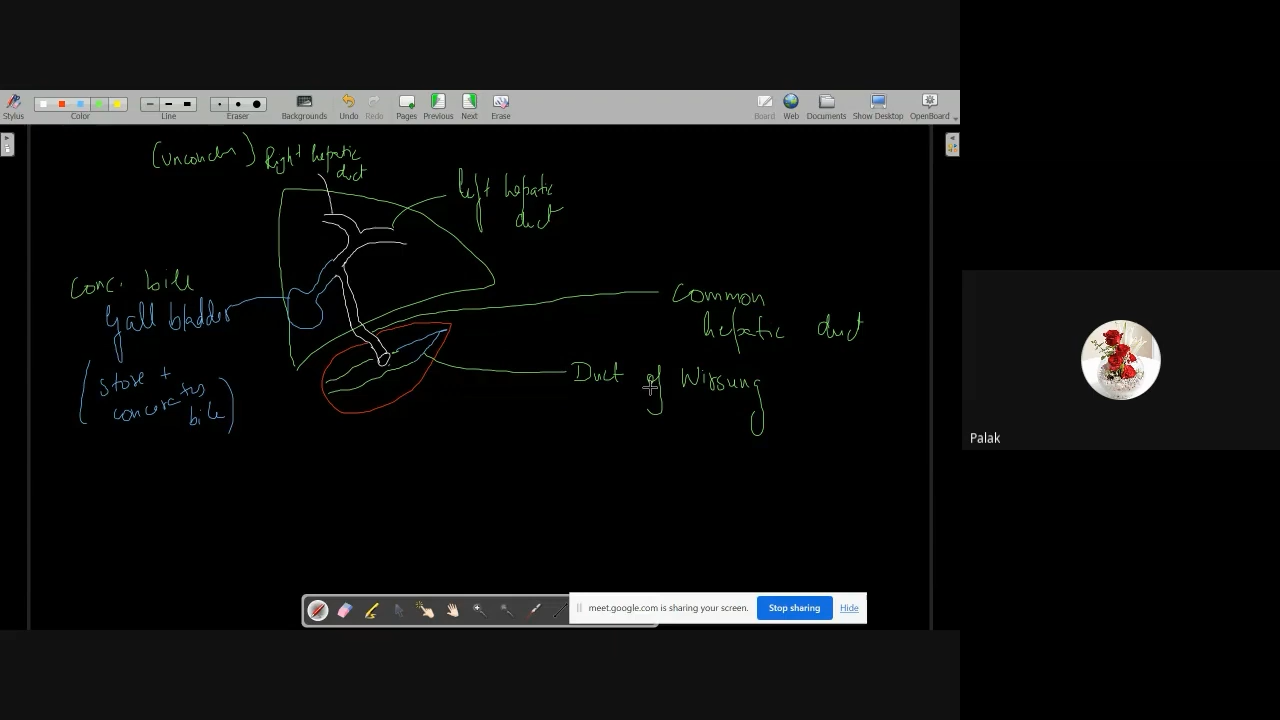 Stylus
Color
Line
Eraser
Backgrounds
Undo
Redo
Pages
Previous
Next
Erase
Board
Web
Documents
Show Desktop
OpenBoard
Right hepatic
duct
left hepatic
duct
conc. bile
Gall bladder
(store +
bile)
Common
hepatic duct
Duct of Wirsung
Palak
meet.google.com is sharing your screen.
Stop sharing
Hide